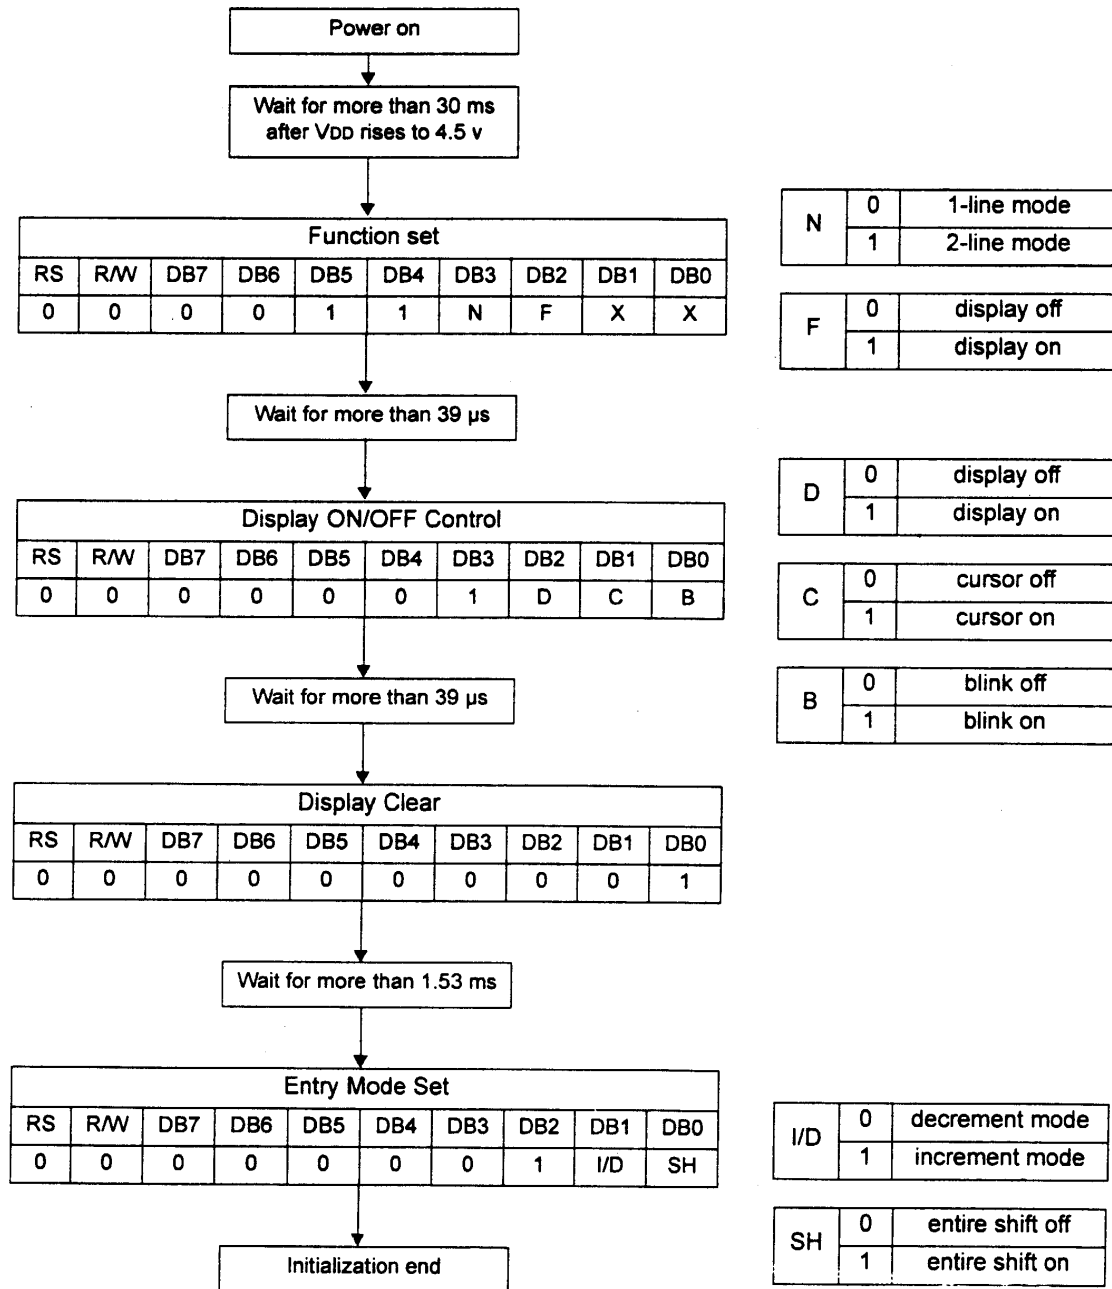 Power on
Wait for more than 30 ms
after VDD rises to 4.5 v
Function set
RS R/W DB7 DB6 DB5 DB4 DB3 DB2 DB1 DB0
0 0 0 0 1 1 N F X X
N 0 1-line mode
1 2-line mode
F 0 display off
1 display on
Wait for more than 39 µs
Display ON/OFF Control
RS R/W DB7 DB6 DB5 DB4 DB3 DB2 DB1 DB0
0 0 0 0 0 0 1 D C B
D 0 display off
1 display on
C 0 cursor off
1 cursor on
B 0 blink off
1 blink on
Wait for more than 39 µs
Display Clear
RS R/W DB7 DB6 DB5 DB4 DB3 DB2 DB1 DB0
0 0 0 0 0 0 0 0 0 1
Wait for more than 1.53 ms
Entry Mode Set
RS R/W DB7 DB6 DB5 DB4 DB3 DB2 DB1 DB0
0 0 0 0 0 0 0 1 I/D SH
I/D 0 decrement mode
1 increment mode
SH 0 entire shift off
1 entire shift on
Initialization end